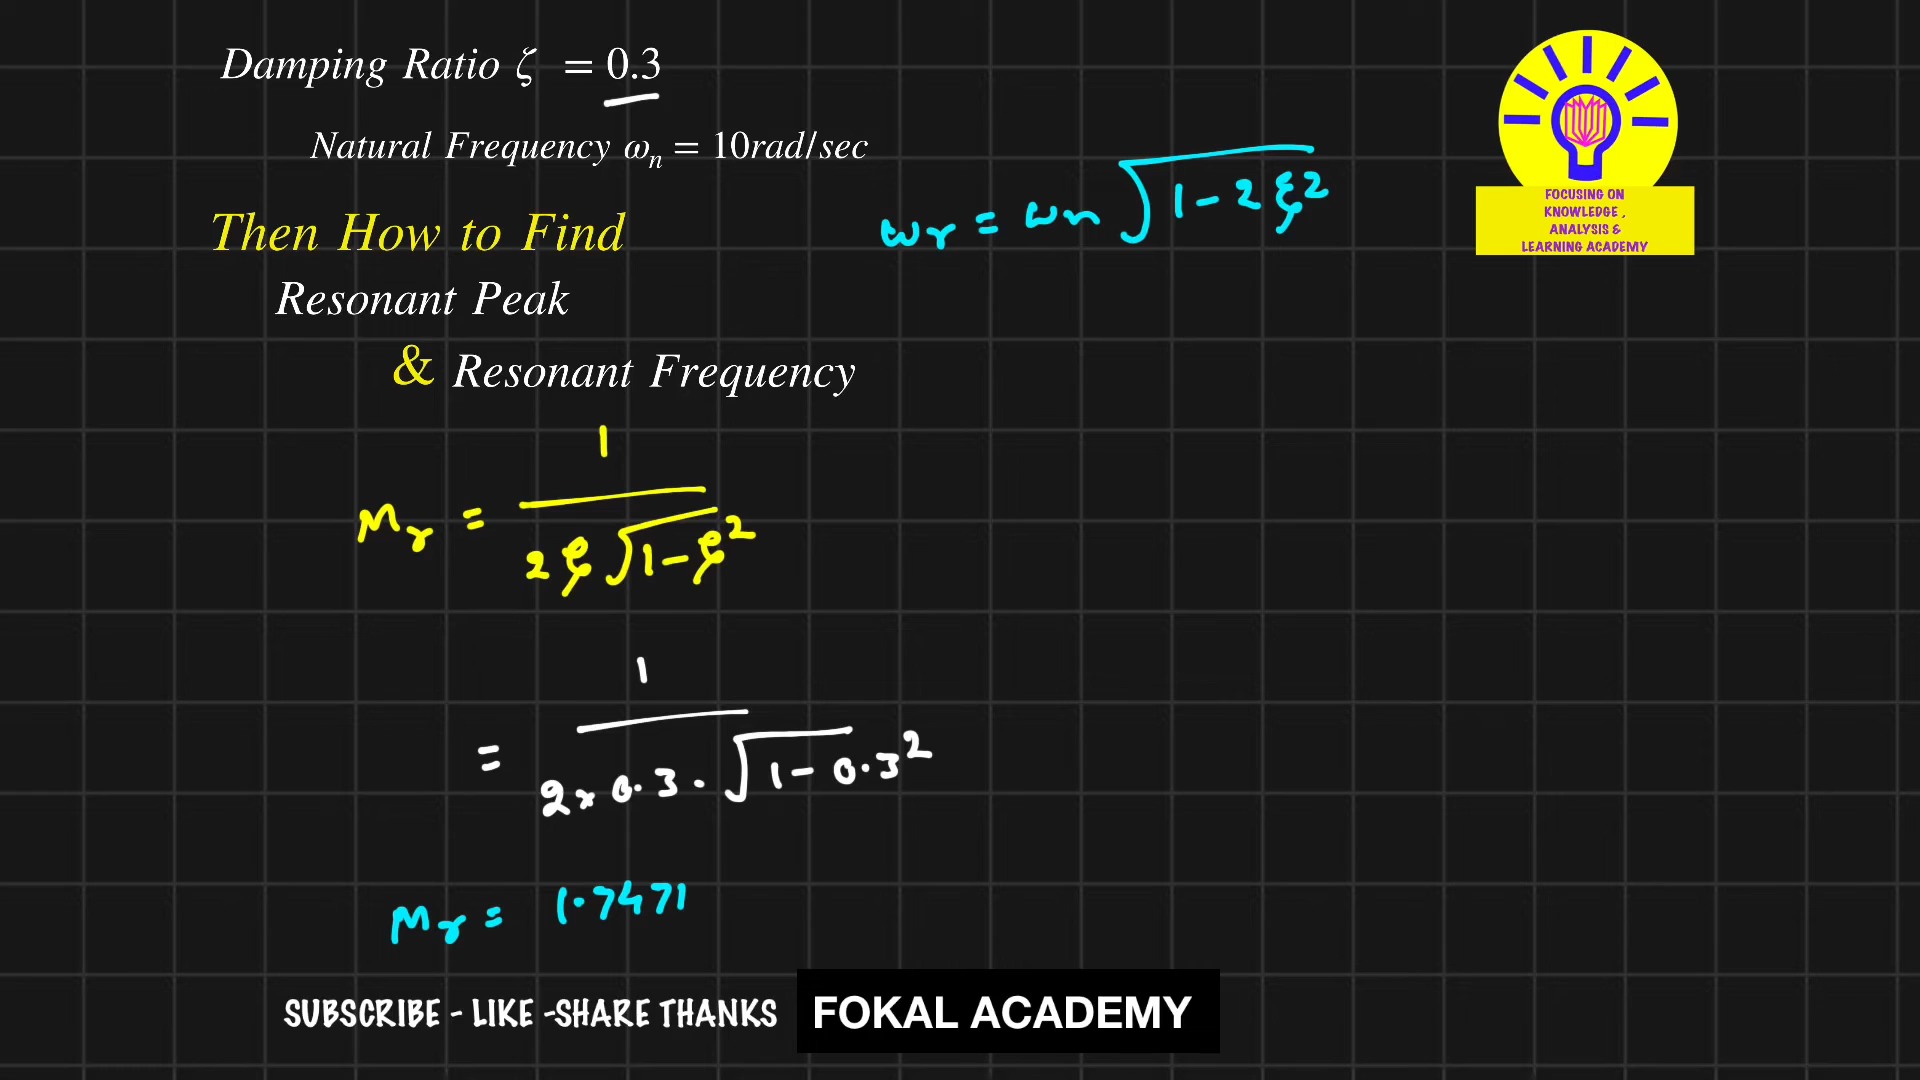 Damping Ratio ζ = 0.3
Natural Frequency ωn = 10rad/sec
Then How to Find
Resonant Peak
& Resonant Frequency
ωr = ωn √1-2ξ²
Mr = 1 / 2ξ √1-ξ²
= 1 / 2x0.3 . √1-0.3²
Mr = 1.7471
FOCUSING ON
KNOWLEDGE ,
ANALYSIS &
LEARNING ACADEMY
SUBSCRIBE - LIKE -SHARE THANKS
FOKAL ACADEMY